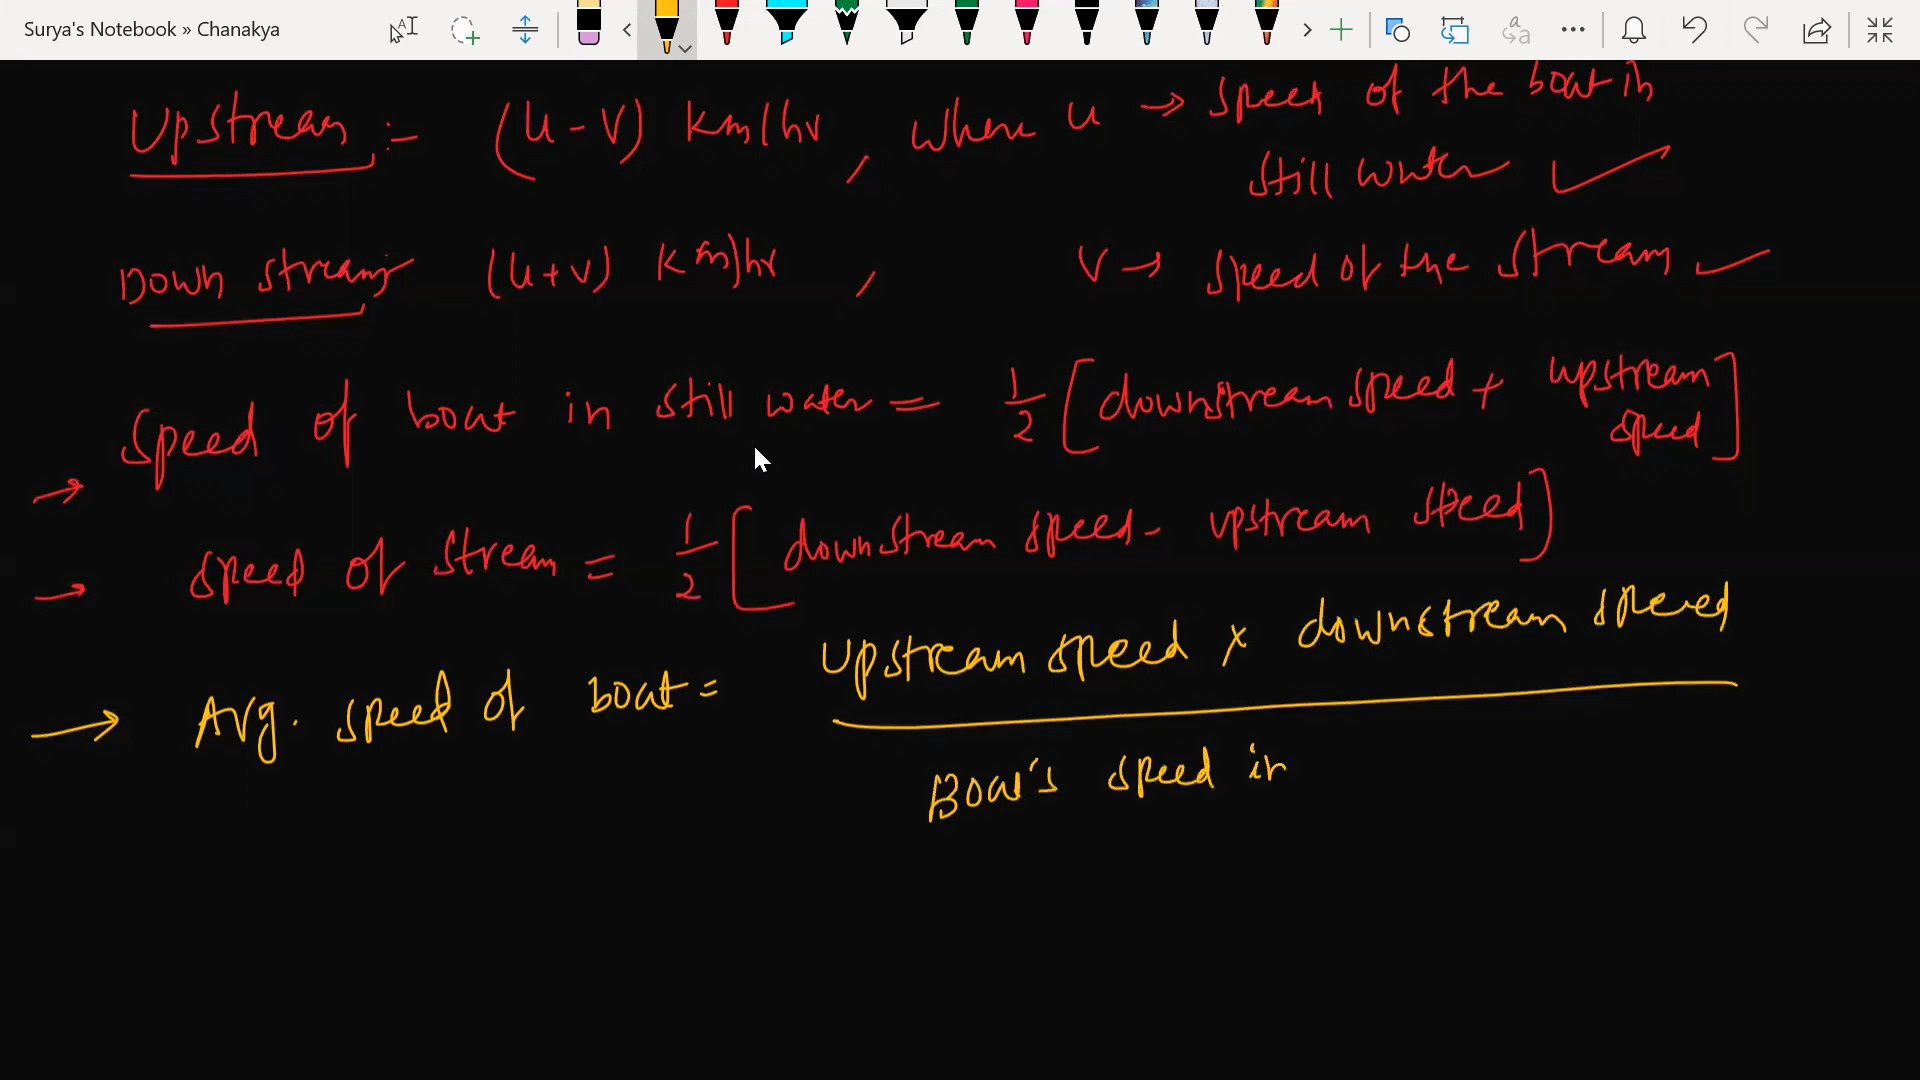 Surya's Notebook » Chanakya
Upstream :- (u-v) km/hr, where u → speed of the boat in
still water ✓
Down stream (u+v) km/hr, v → speed of the stream ✓
→ speed of boat in still water = 1/2 [downstream speed + upstream speed]
→ speed of stream = 1/2 [downstream speed - upstream speed]
→ Avg. speed of boat = upstream speed x downstream speed
Boat's speed in